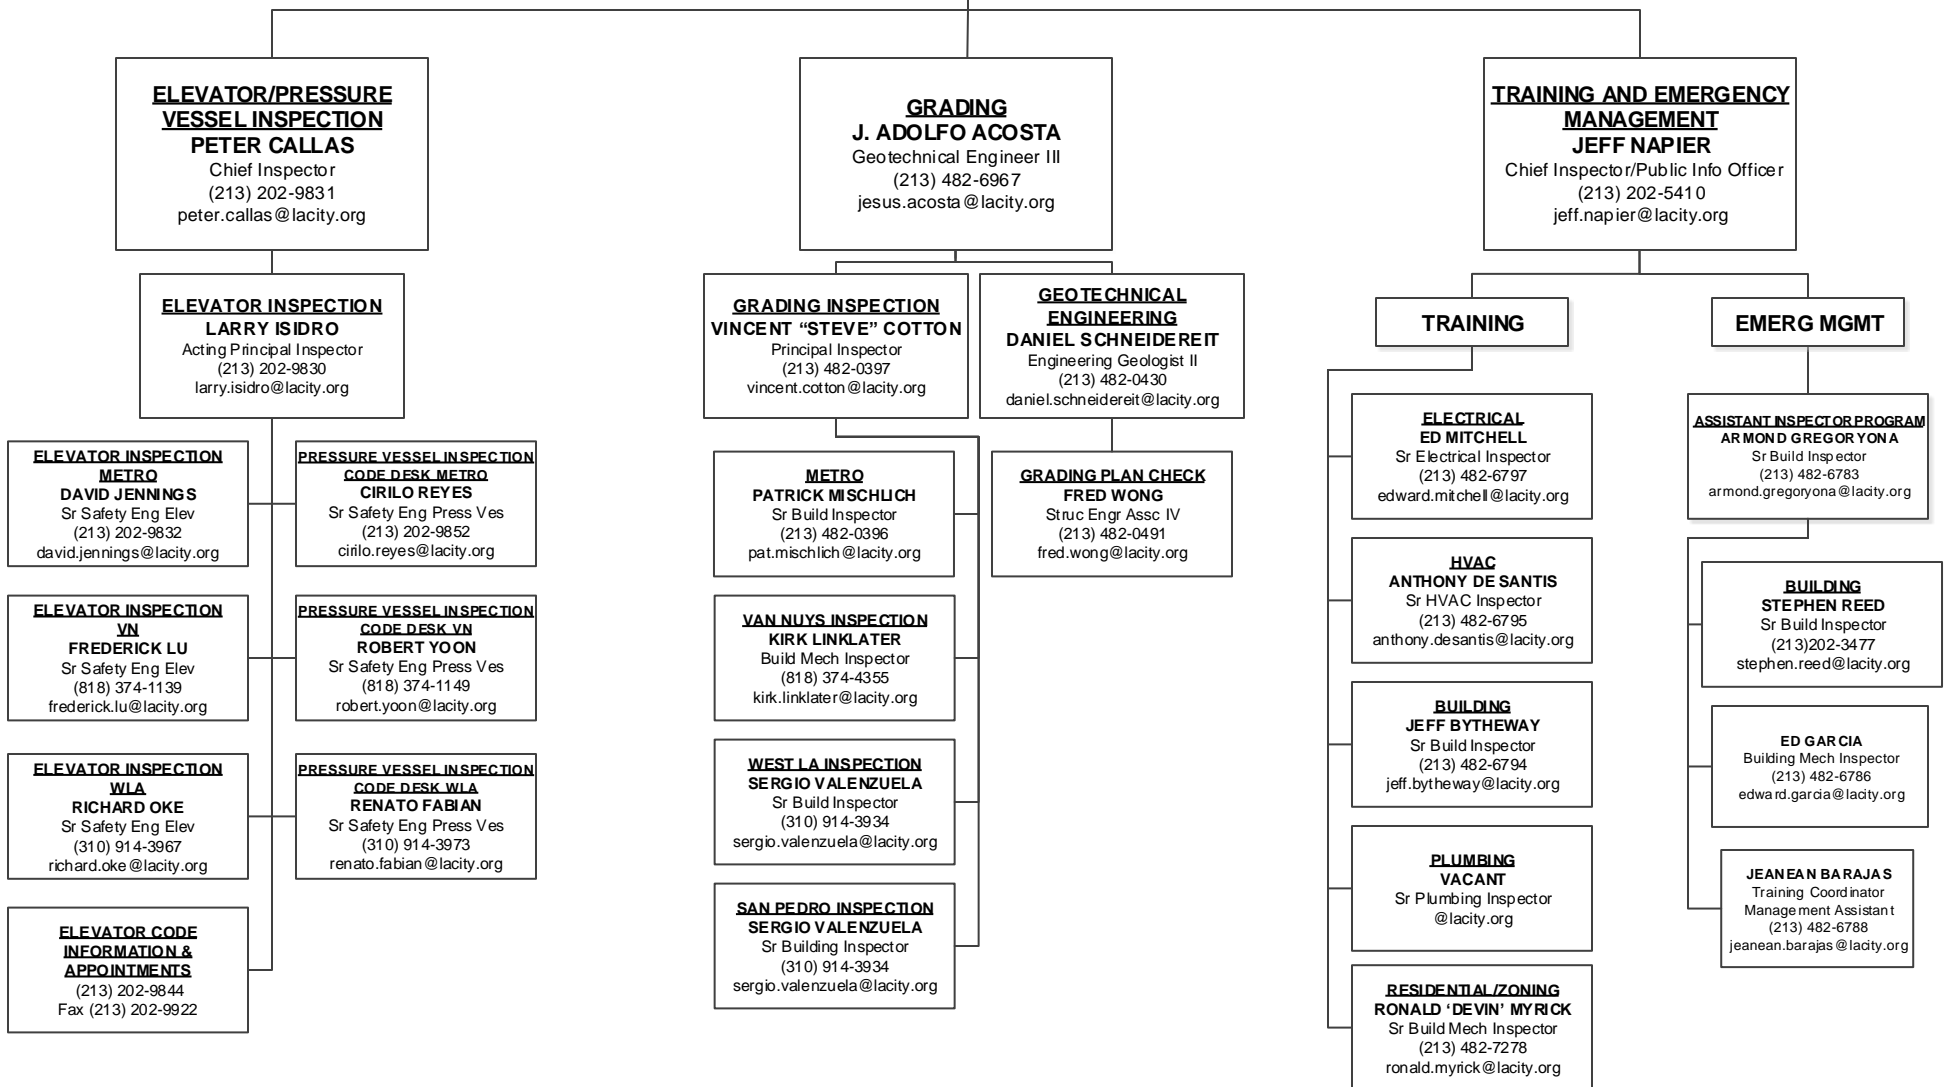 ELEVATOR/PRESSURE
VESSEL INSPECTION
PETER CALLAS
Chief Inspector
(213) 202-9831
peter.callas@lacity.org
ELEVATOR INSPECTION
LARRY ISIDRO
Acting Principal Inspector
(213) 202-9830
larry.isidro@lacity.org
ELEVATOR INSPECTION
METRO
DAVID JENNINGS
Sr Safety Eng Elev
(213) 202-9832
david.jennings@lacity.org
PRESSURE VESSEL INSPECTION
CODE DESK METRO
CIRILO REYES
Sr Safety Eng Press Ves
(213) 202-9852
cirilo.reyes@lacity.org
ELEVATOR INSPECTION
VN
FREDERICK LU
Sr Safety Eng Elev
(818) 374-1139
frederick.lu@lacity.org
PRESSURE VESSEL INSPECTION
CODE DESK VN
ROBERT YOON
Sr Safety Eng Press Ves
(818) 374-1149
robert.yoon@lacity.org
ELEVATOR INSPECTION
WLA
RICHARD OKE
Sr Safety Eng Elev
(310) 914-3967
richard.oke@lacity.org
PRESSURE VESSEL INSPECTION
CODE DESK WLA
RENATO FABIAN
Sr Safety Eng Press Ves
(310) 914-3973
renato.fabian@lacity.org
ELEVATOR CODE
INFORMATION &
APPOINTMENTS
(213) 202-9844
Fax (213) 202-9922
GRADING
J. ADOLFO ACOSTA
Geotechnical Engineer III
(213) 482-6967
jesus.acosta@lacity.org
GRADING INSPECTION
VINCENT “STEVE” COTTON
Principal Inspector
(213) 482-0397
vincent.cotton@lacity.org
GEOTECHNICAL
ENGINEERING
DANIEL SCHNEIDEREIT
Engineering Geologist II
(213) 482-0430
daniel.schneidereit@lacity.org
METRO
PATRICK MISCHLICH
Sr Build Inspector
(213) 482-0396
pat.mischlich@lacity.org
GRADING PLAN CHECK
FRED WONG
Struc Engr Assc IV
(213) 482-0491
fred.wong@lacity.org
VAN NUYS INSPECTION
KIRK LINKLATER
Build Mech Inspector
(818) 374-4355
kirk.linklater@lacity.org
WEST LA INSPECTION
SERGIO VALENZUELA
Sr Build Inspector
(310) 914-3934
sergio.valenzuela@lacity.org
SAN PEDRO INSPECTION
SERGIO VALENZUELA
Sr Building Inspector
(310) 914-3934
sergio.valenzuela@lacity.org
TRAINING AND EMERGENCY
MANAGEMENT
JEFF NAPIER
Chief Inspector/Public Info Officer
(213) 202-5410
jeff.napier@lacity.org
TRAINING
ELECTRICAL
ED MITCHELL
Sr Electrical Inspector
(213) 482-6797
edward.mitchell@lacity.org
HVAC
ANTHONY DE SANTIS
Sr HVAC Inspector
(213) 482-6795
anthony.desantis@lacity.org
BUILDING
JEFF BYTHEWAY
Sr Build Inspector
(213) 482-6794
jeff.bytheway@lacity.org
PLUMBING
VACANT
Sr Plumbing Inspector
@lacity.org
RESIDENTIAL/ZONING
RONALD ‘DEVIN’ MYRICK
Sr Build Mech Inspector
(213) 482-7278
ronald.myrick@lacity.org
EMERG MGMT
ASSISTANT INSPECTOR PROGRAM
ARMOND GREGORYONA
Sr Build Inspector
(213) 482-6783
armond.gregoryona@lacity.org
BUILDING
STEPHEN REED
Sr Build Inspector
(213)202-3477
stephen.reed@lacity.org
ED GARCIA
Building Mech Inspector
(213) 482-6786
edward.garcia@lacity.org
JEANEAN BARAJAS
Training Coordinator
Management Assistant
(213) 482-6788
jeanean.barajas@lacity.org